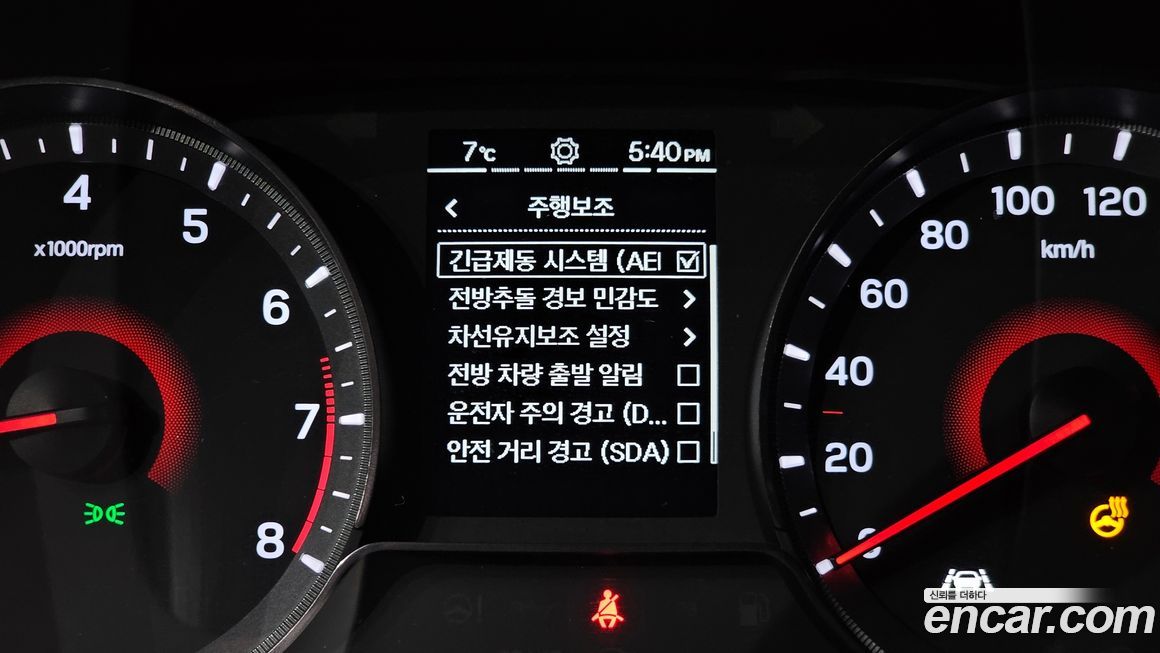 7℃ 5:40PM
주행보조
긴급제동 시스템 (AEI
전방추돌 경보 민감도
차선유지보조 설정
전방 차량 출발 알림
운전자 주의 경고 (D...
안전 거리 경고 (SDA)
4
5
6
7
8
x1000rpm
0
20
40
60
80
100
120
km/h
신뢰를 더하다
encar.com